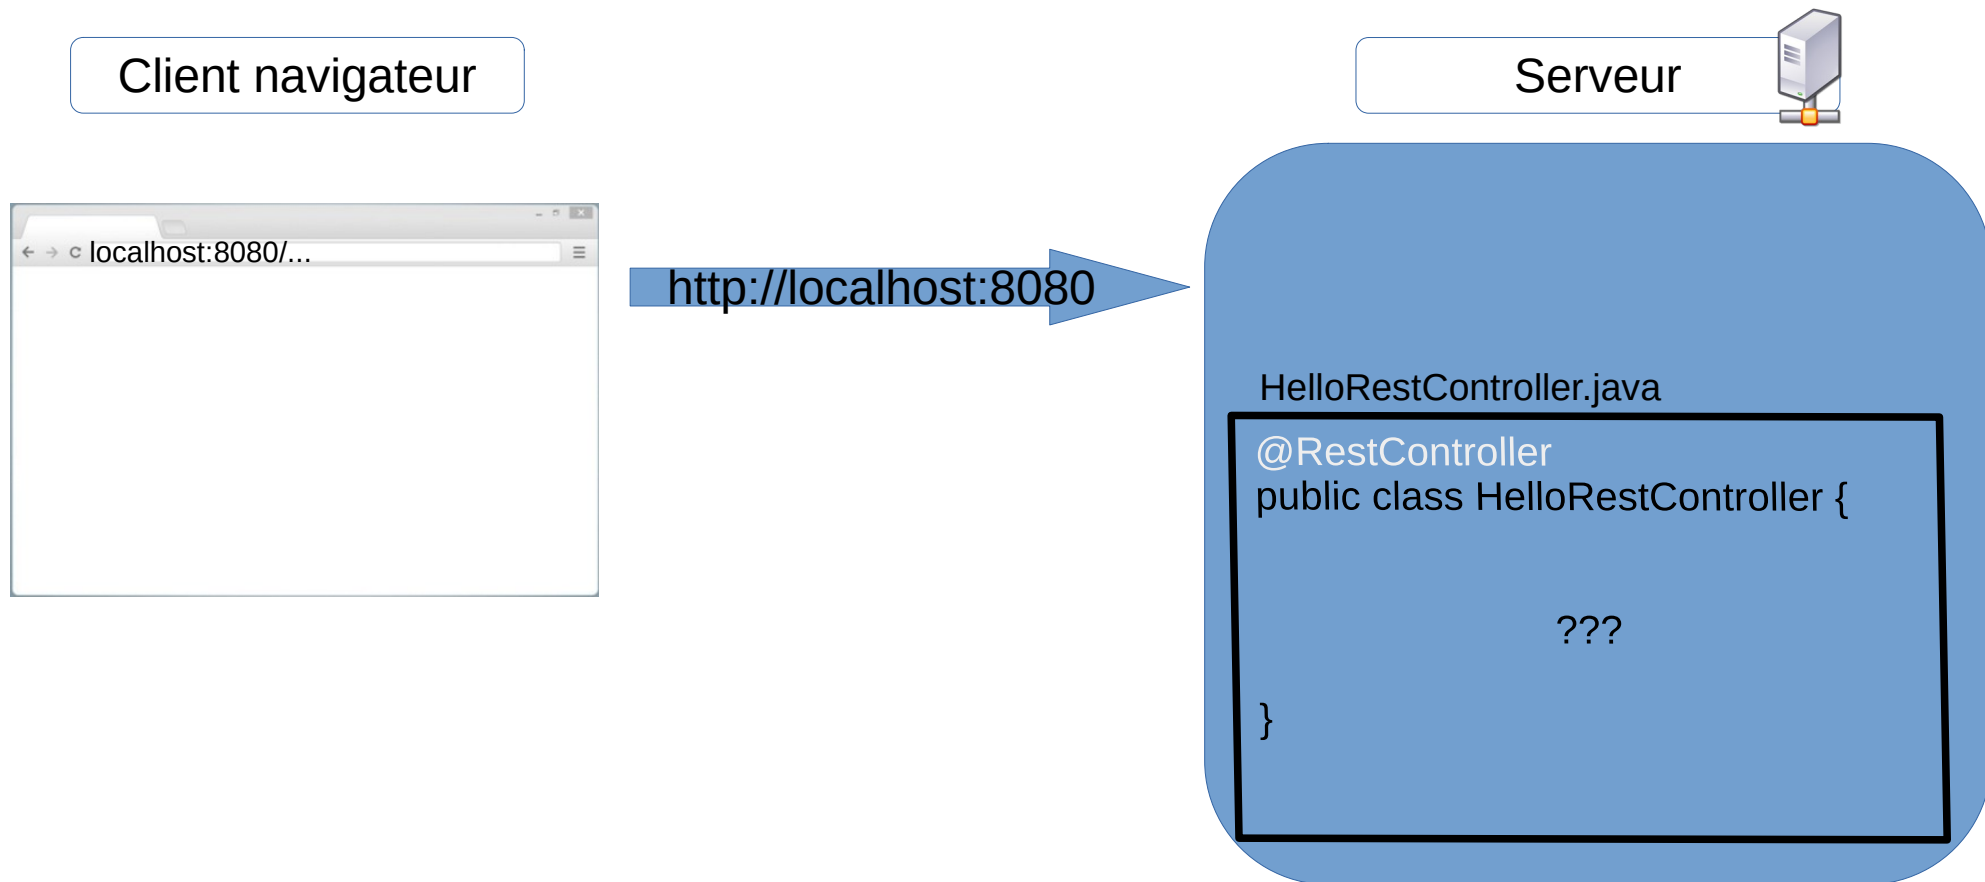 Client navigateur
Serveur
localhost:8080/...
http://localhost:8080
HelloRestController.java
@RestController
public class HelloRestController {
???
}